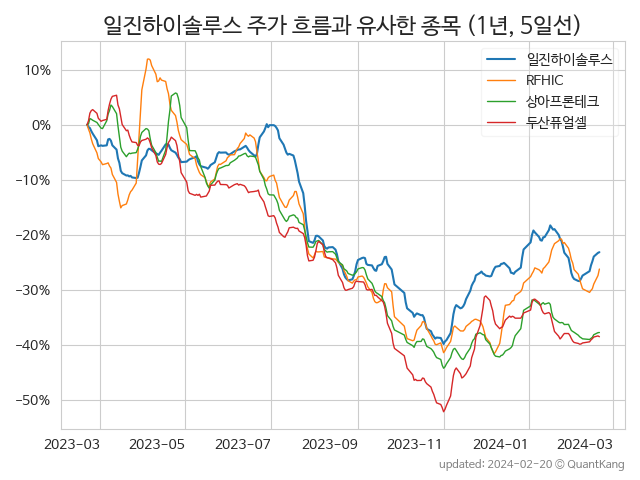 일진하이솔루스 주가 흐름과 유사한 종목 (1년, 5일선)
일진하이솔루스
RFHIC
상아프론테크
두산퓨얼셀
10%
0%
−10%
−20%
−30%
−40%
−50%
2023-03 2023-05 2023-07 2023-09 2023-11 2024-01 2024-03
updated: 2024-02-20 © QuantKang